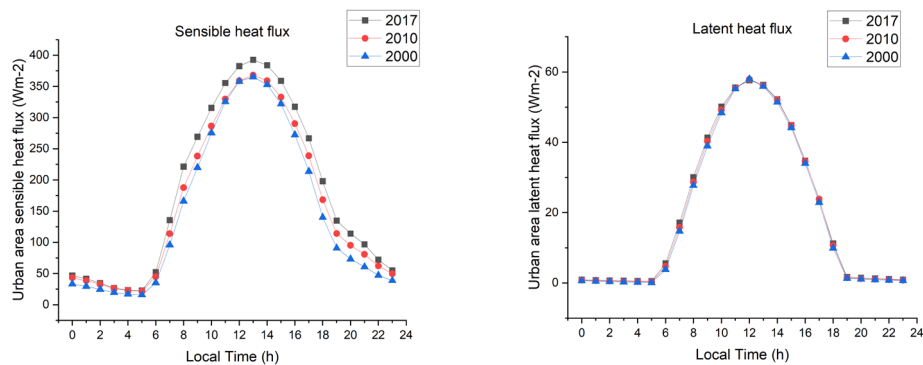 Sensible heat flux
2017
2010
2000
Urban area sensible heat flux (Wm-2)
400
350
300
250
200
150
100
50
0
0 2 4 6 8 10 12 14 16 18 20 22 24
Local Time (h)
Latent heat flux
2017
2010
2000
Urban area latent heat flux (Wm-2)
60
40
20
0
0 2 4 6 8 10 12 14 16 18 20 22 24
Local Time (h)